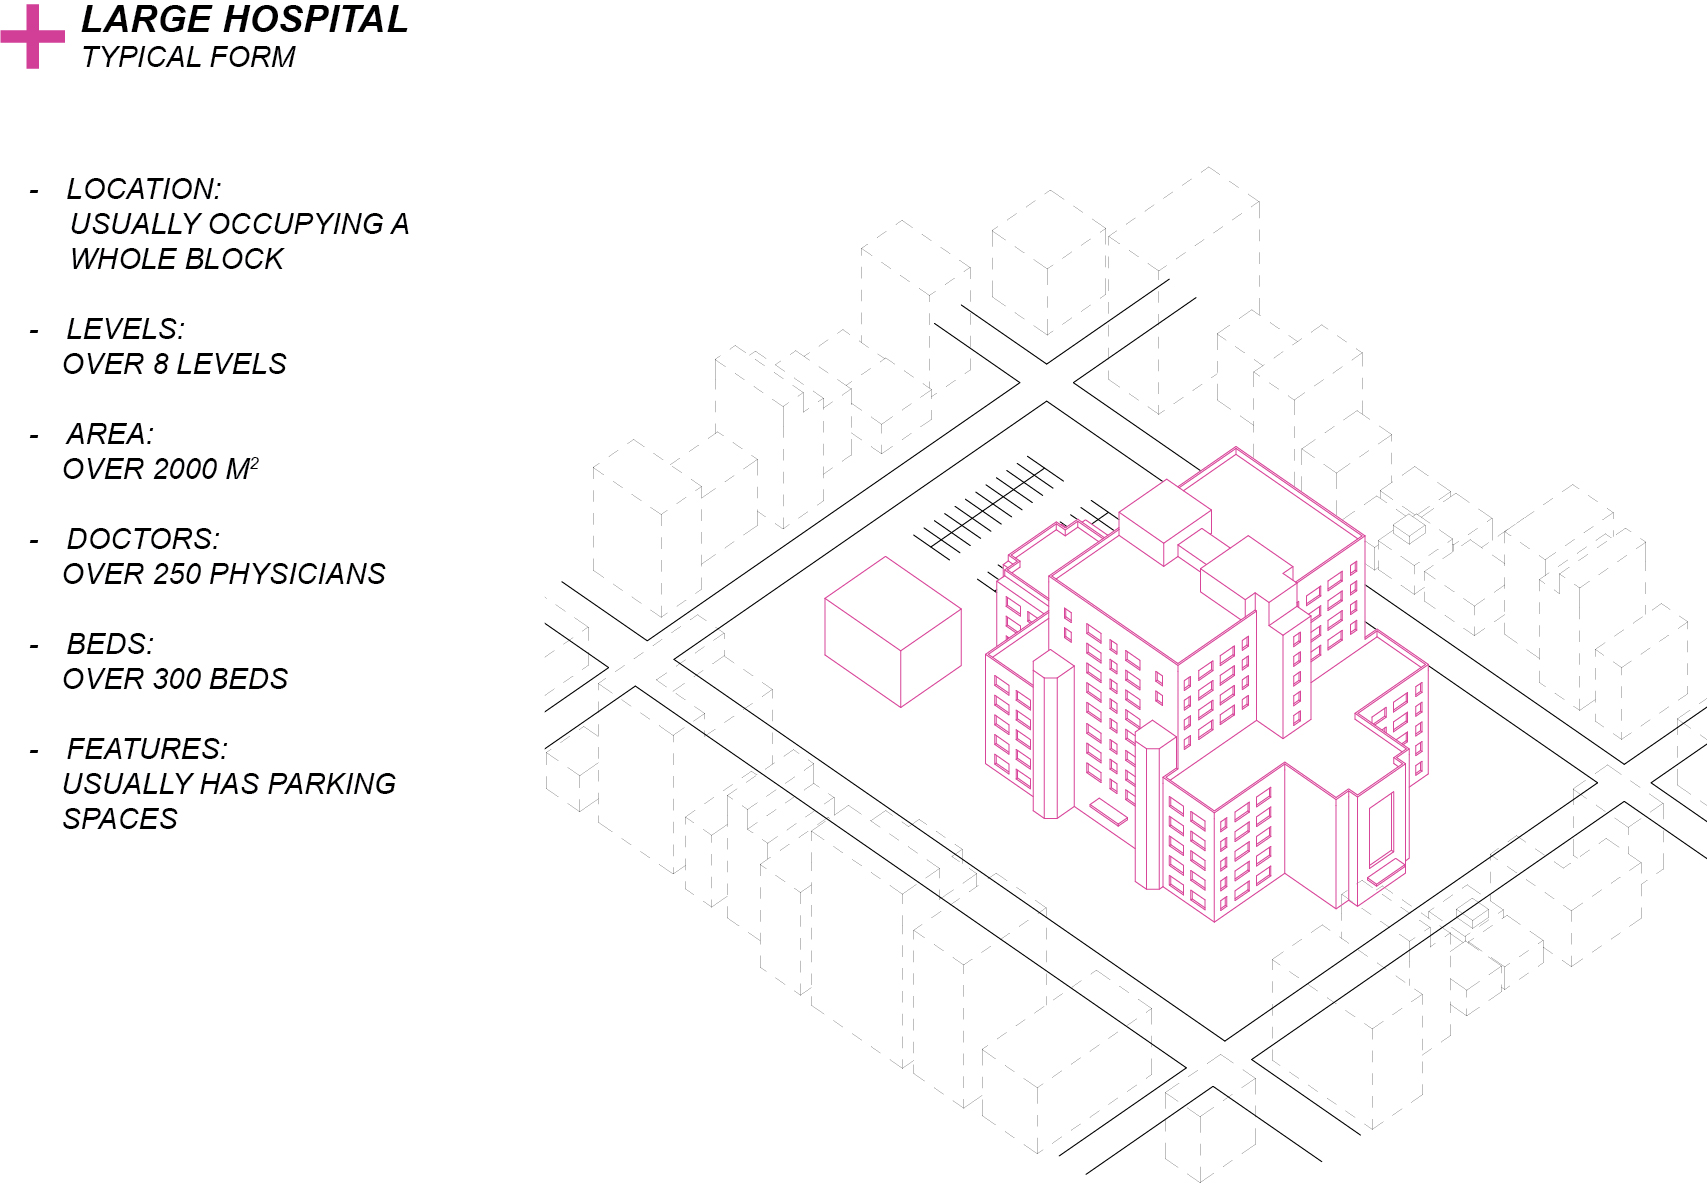 LARGE HOSPITAL
TYPICAL FORM
- LOCATION:
USUALLY OCCUPYING A
WHOLE BLOCK
- LEVELS:
OVER 8 LEVELS
- AREA:
OVER 2000 M²
- DOCTORS:
OVER 250 PHYSICIANS
- BEDS:
OVER 300 BEDS
- FEATURES:
USUALLY HAS PARKING
SPACES